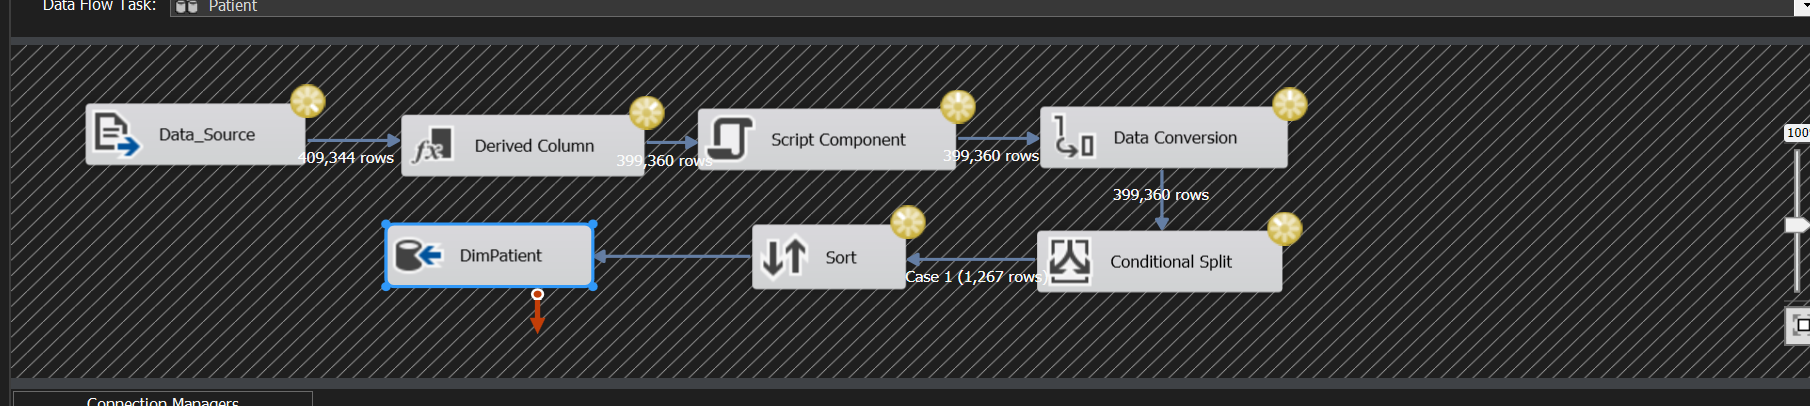 Data Flow Task: Patient
Data_Source
409,344 rows
Derived Column
399,360 rows
Script Component
399,360 rows
Data Conversion
399,360 rows
Conditional Split
Case 1 (1,267 rows)
Sort
DimPatient
100%
Connection Managers